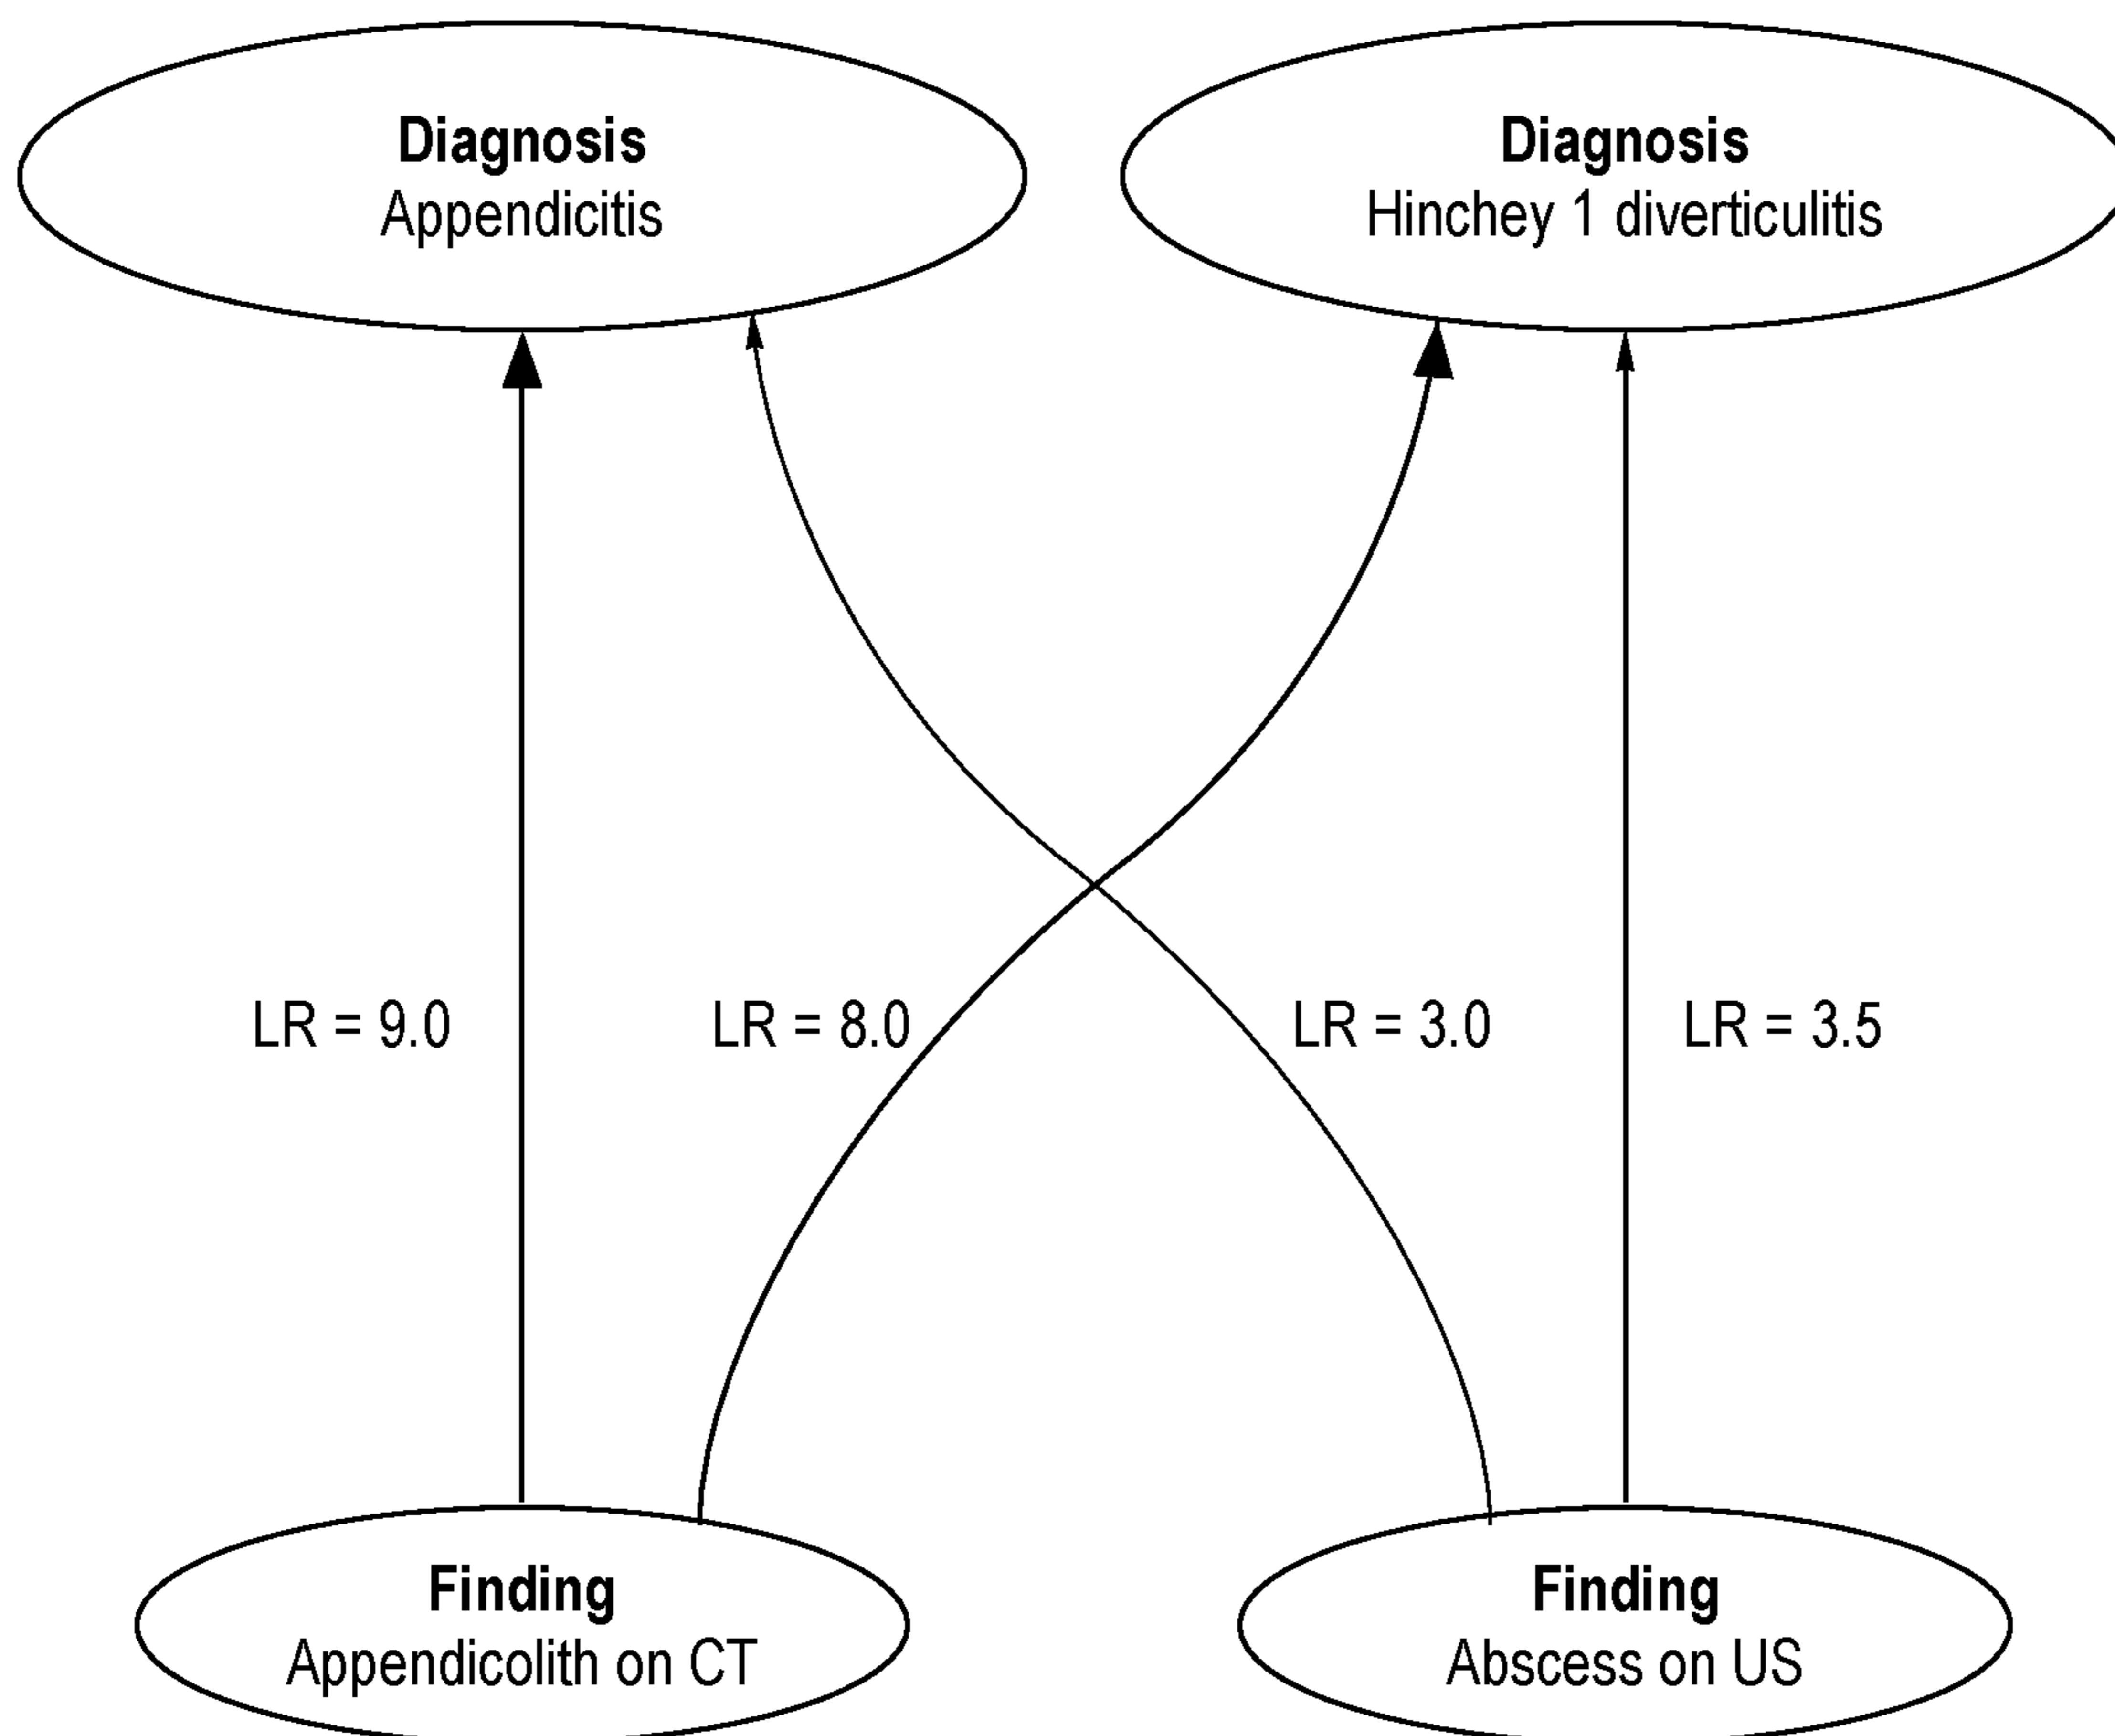 Diagnosis
Appendicitis
Diagnosis
Hinchey 1 diverticulitis
LR = 9.0
LR = 8.0
LR = 3.0
LR = 3.5
Finding
Appendicolith on CT
Finding
Abscess on US